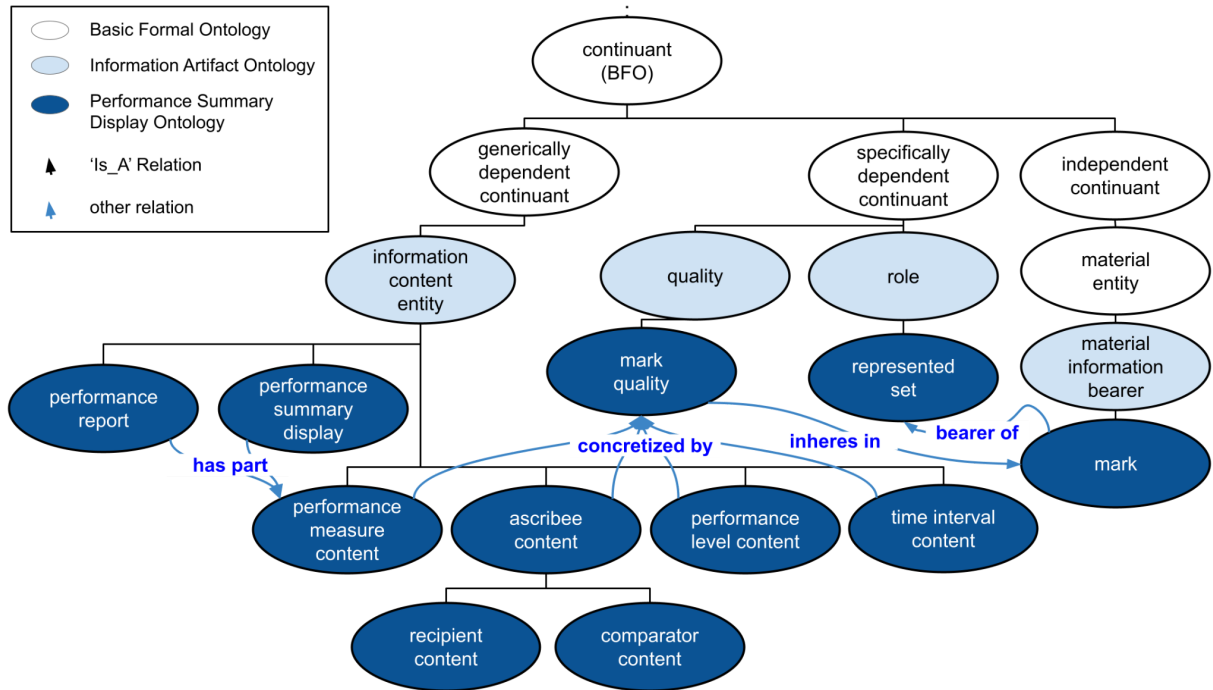 Basic Formal Ontology
Information Artifact Ontology
Performance Summary
Display Ontology
‘Is_A’ Relation
other relation
continuant
(BFO)
generically
dependent
continuant
specifically
dependent
continuant
independent
continuant
information
content
entity
quality
role
material
entity
performance
report
performance
summary
display
mark
quality
represented
set
material
information
bearer
has part
concretized by
inheres in
bearer of
mark
performance
measure
content
ascribee
content
performance
level content
time interval
content
recipient
content
comparator
content